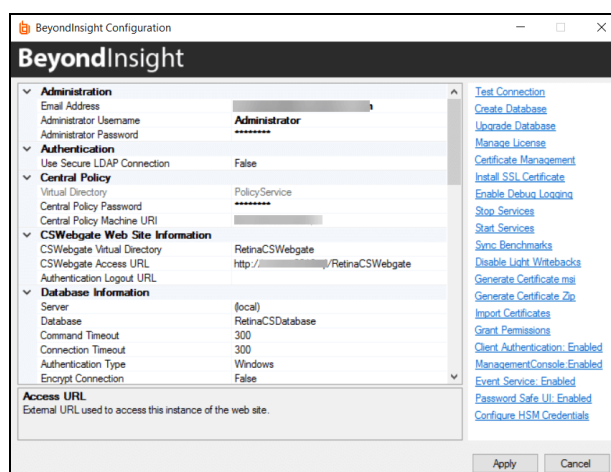 BeyondInsight Configuration
BeyondInsight
Administration
Email Address
Administrator Username Administrator
Administrator Password ********
Authentication
Use Secure LDAP Connection False
Central Policy
Virtual Directory PolicyService
Central Policy Password ********
Central Policy Machine URI
CSWebgate Web Site Information
CSWebgate Virtual Directory RetinaCSWebgate
CSWebgate Access URL http:/ /RetinaCSWebgate
Authentication Logout URL
Database Information
Server (local)
Database RetinaCSDatabase
Command Timeout 300
Connection Timeout 300
Authentication Type Windows
Encrypt Connection False
Access URL
External URL used to access this instance of the web site.
Test Connection
Create Database
Upgrade Database
Manage License
Certificate Management
Install SSL Certificate
Enable Debug Logging
Stop Services
Start Services
Sync Benchmarks
Disable Light Writebacks
Generate Certificate msi
Generate Certificate Zip
Import Certificates
Grant Permissions
Client Authentication: Enabled
ManagementConsole:Enabled
Event Service: Enabled
Password Safe UI: Enabled
Configure HSM Credentials
Apply Cancel